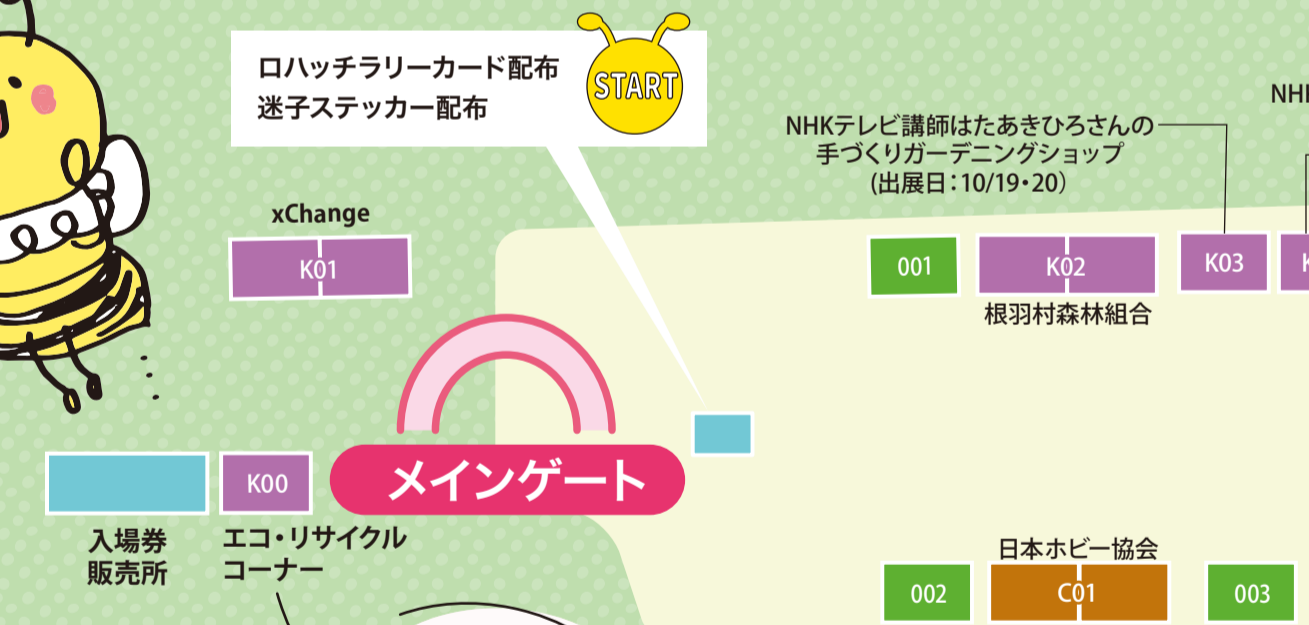 ロハッチラリーカード配布
迷子ステッカー配布
START
NHK
NHKテレビ講師はたあきひろさんの
手づくりガーデニングショップ
(出展日：10/19・20）
xChange
K01
001
K02
K03
K
根羽村森林組合
メインゲート
K00
入場券
販売所
エコ・リサイクル
コーナー
日本ホビー協会
002
C01
003